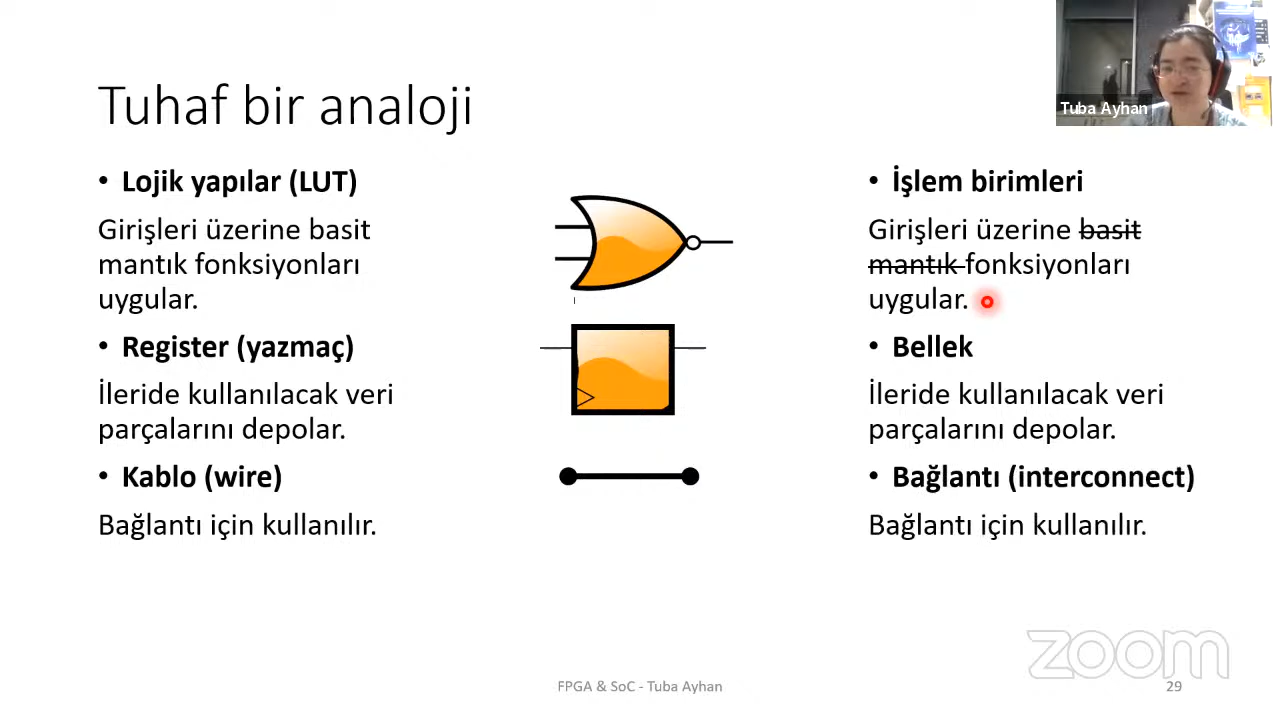 Tuhaf bir analoji
Tuba Ayhan
• Lojik yapılar (LUT)
Girişleri üzerine basit
mantık fonksiyonları
uygular.
• Register (yazmaç)
İleride kullanılacak veri
parçalarını depolar.
• Kablo (wire)
Bağlantı için kullanılır.
• İşlem birimleri
Girişleri üzerine basit
mantık fonksiyonları
uygular.
• Bellek
İleride kullanılacak veri
parçalarını depolar.
• Bağlantı (interconnect)
Bağlantı için kullanılır.
zoom
FPGA & SoC - Tuba Ayhan
29